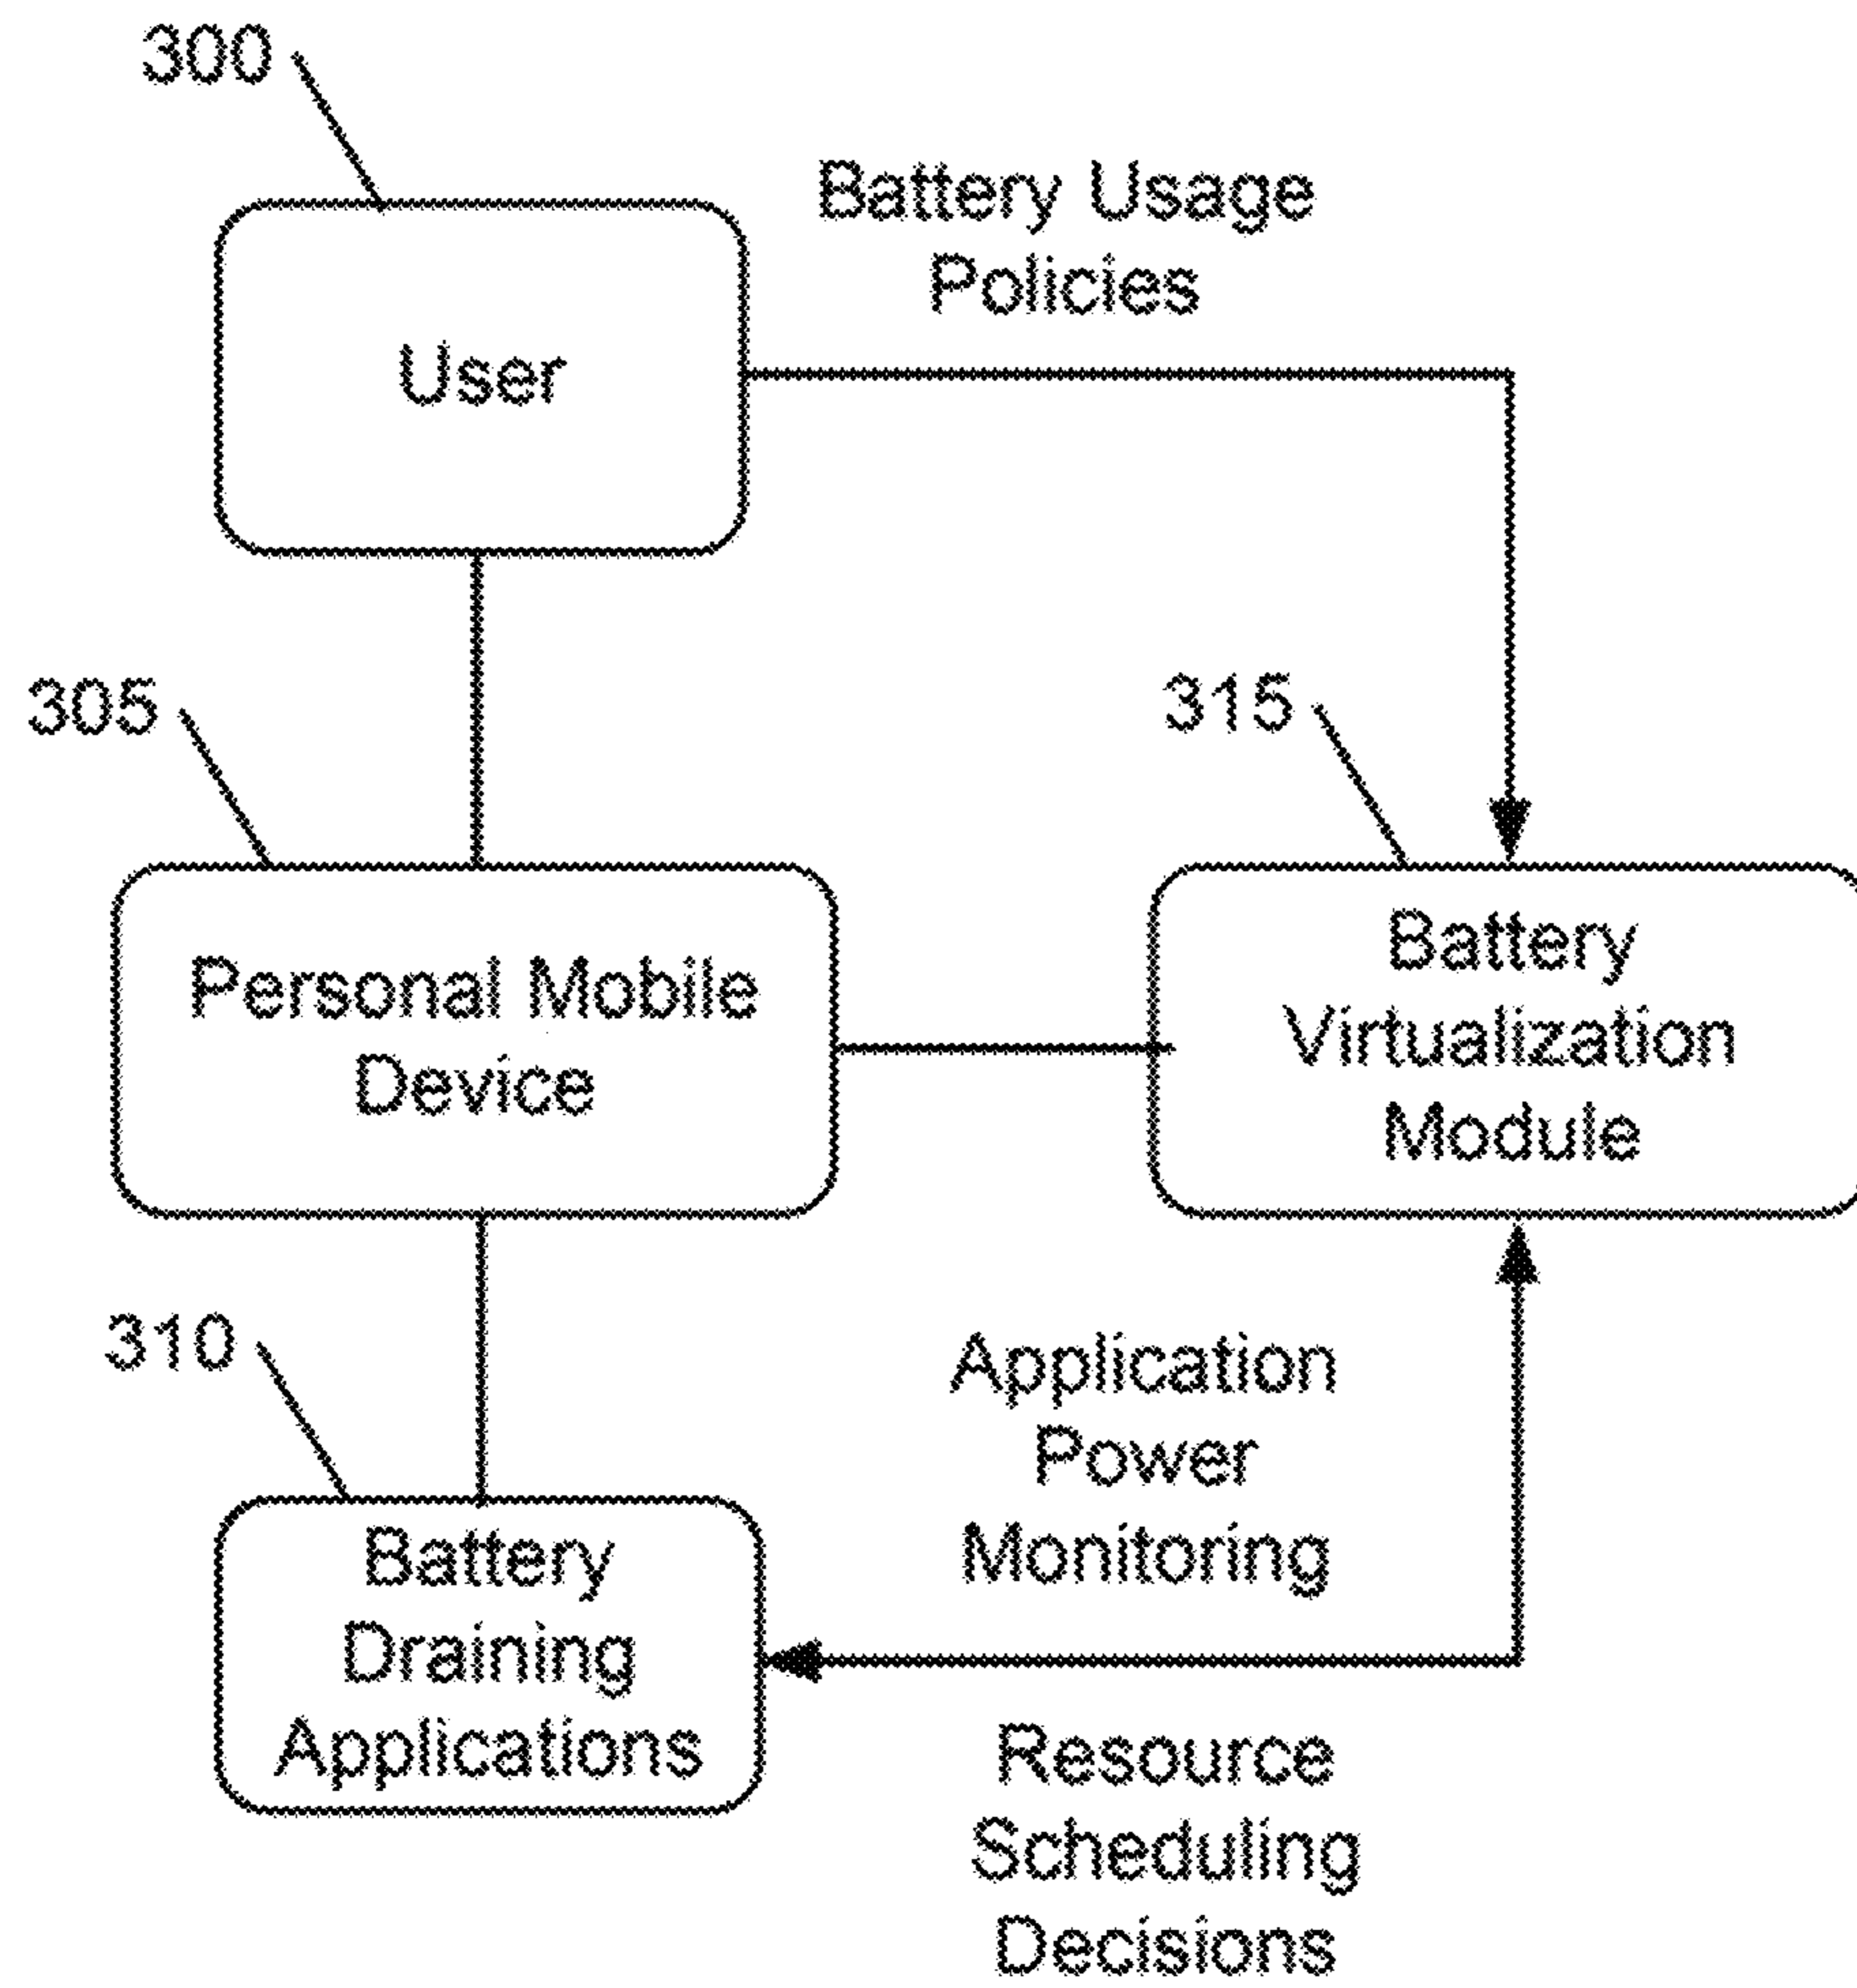 300
Battery Usage
Policies
User
305
315
Personal Mobile
Device
Battery
Virtualization
Module
310
Application
Power
Monitoring
Battery
Draining
Applications
Resource
Scheduling
Decisions